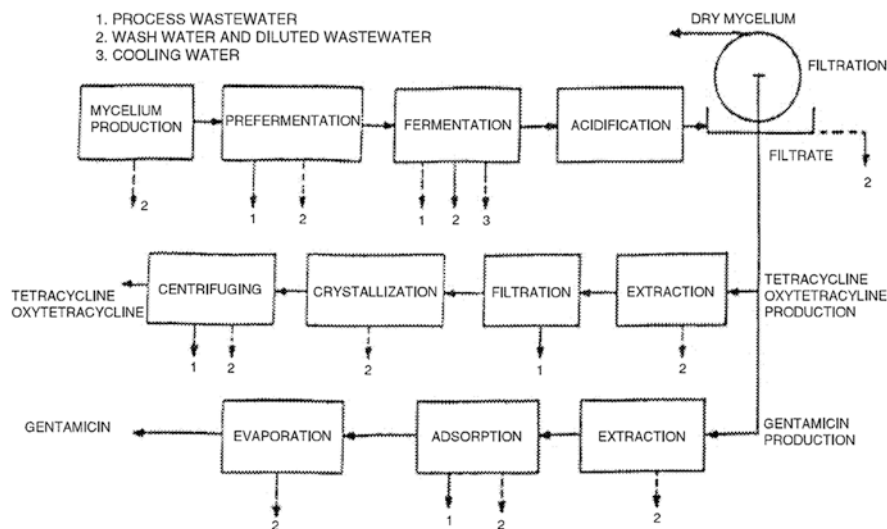 1. PROCESS WASTEWATER
2. WASH WATER AND DILUTED WASTEWATER
3. COOLING WATER
DRY MYCELIUM
FILTRATION
MYCELIUM
PRODUCTION
PREFERMENTATION
FERMENTATION
ACIDIFICATION
FILTRATE
2
1
2
1
2
3
2
CENTRIFUGING
CRYSTALLIZATION
FILTRATION
EXTRACTION
TETRACYCLINE
OXYTETRACYLINE
PRODUCTION
TETRACYCLINE
OXYTETRACYCLINE
1
2
2
1
2
GENTAMICIN
EVAPORATION
ADSORPTION
EXTRACTION
GENTAMICIN
PRODUCTION
2
1
2
2